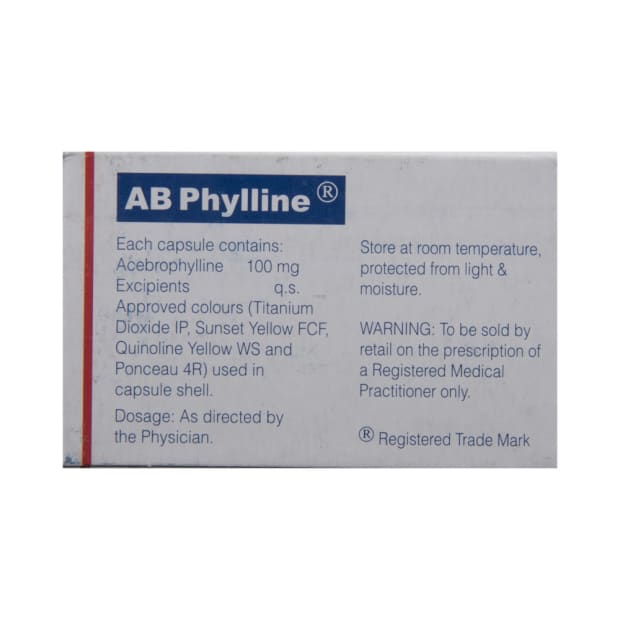 AB Phylline ®
Each capsule contains:
Acebrophylline 100 mg
Excipients q.s.
Approved colours (Titanium
Dioxide IP, Sunset Yellow FCF,
Quinoline Yellow WS and
Ponceau 4R) used in
capsule shell.
Dosage: As directed by
the Physician.
Store at room temperature,
protected from light &
moisture.
WARNING: To be sold by
retail on the prescription of
a Registered Medical
Practitioner only.
® Registered Trade Mark